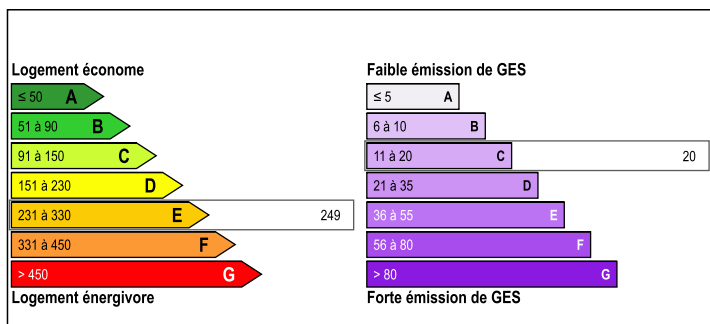 Logement économe
≤ 50 A
51 à 90 B
91 à 150 C
151 à 230 D
231 à 330 E 249
331 à 450 F
> 450 G
Logement énergivore
Faible émission de GES
≤ 5 A
6 à 10 B
11 à 20 C 20
21 à 35 D
36 à 55 E
56 à 80 F
> 80 G
Forte émission de GES